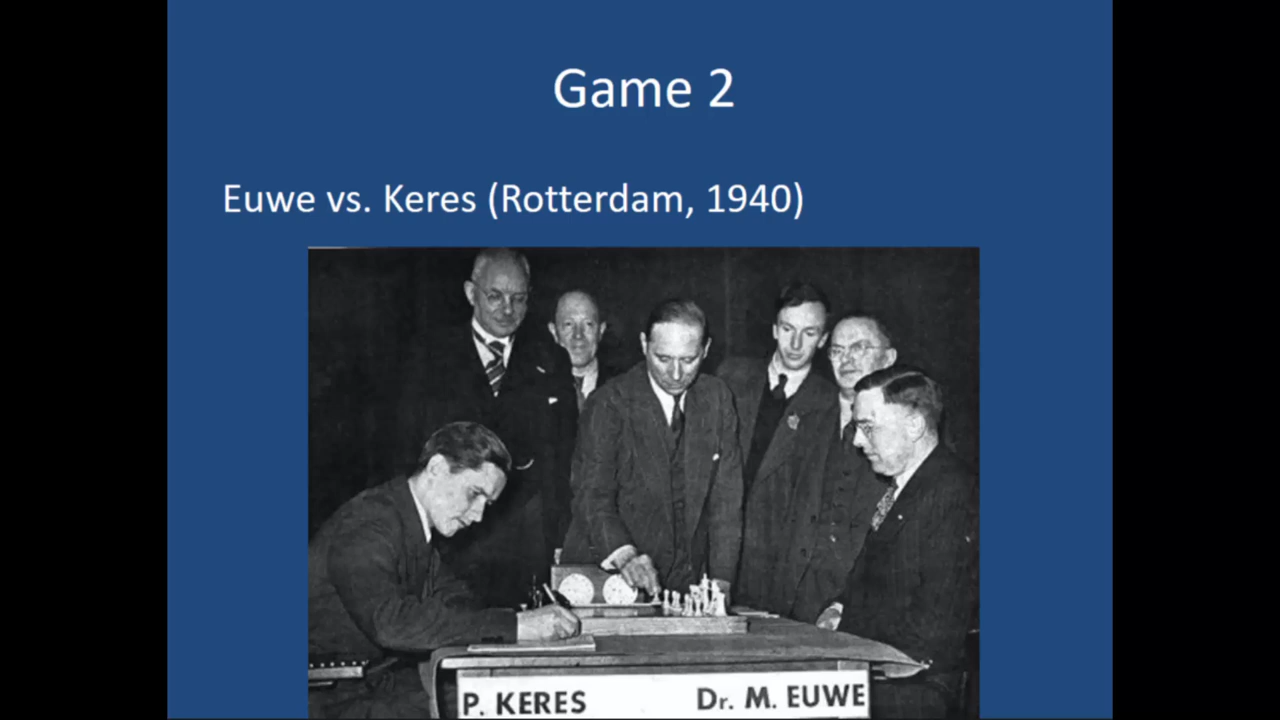 Game 2
Euwe vs. Keres (Rotterdam, 1940)
P. KERES Dr. M. EUWE